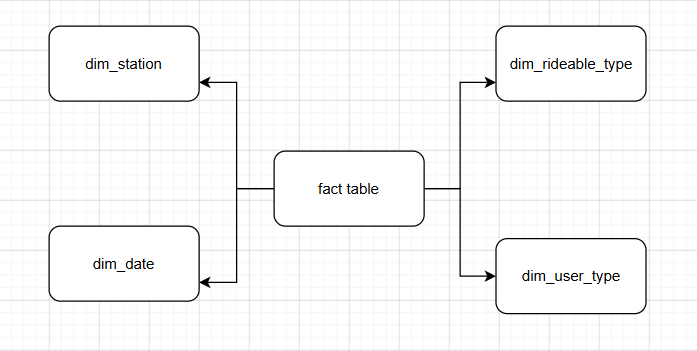 dim_station
dim_rideable_type
fact table
dim_date
dim_user_type